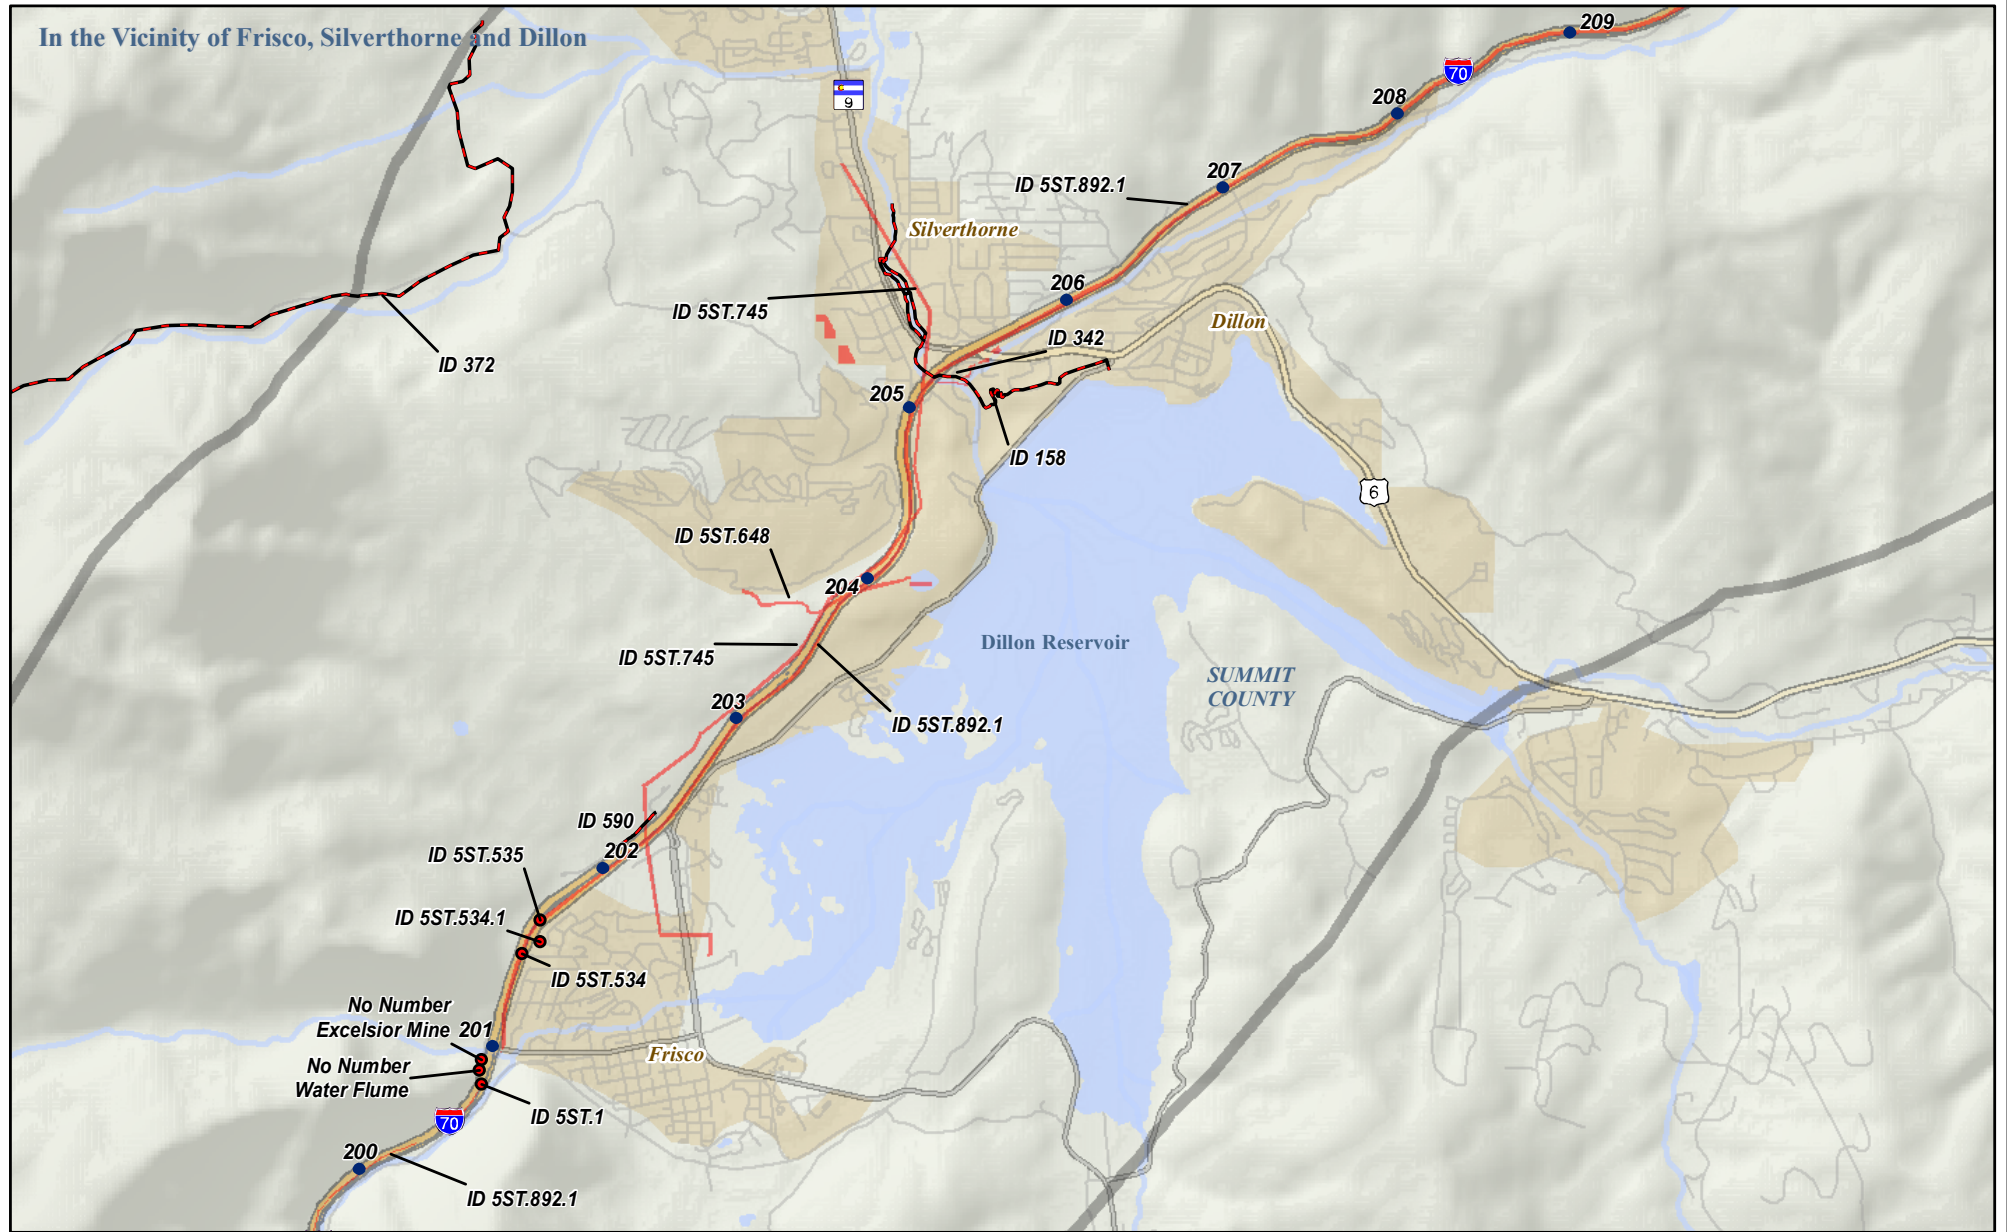 In the Vicinity of Frisco, Silverthorne and Dillon
209
70
9
208
207
ID 5ST.892.1
Silverthorne
206
ID 5ST.745
Dillon
ID 342
ID 372
205
ID 158
6
ID 5ST.648
204
Dillon Reservoir
ID 5ST.745
SUMMIT
COUNTY
203
ID 5ST.892.1
ID 590
202
ID 5ST.535
ID 5ST.534.1
ID 5ST.534
No Number
Excelsior Mine
201
No Number
Water Flume
Frisco
ID 5ST.1
70
200
ID 5ST.892.1